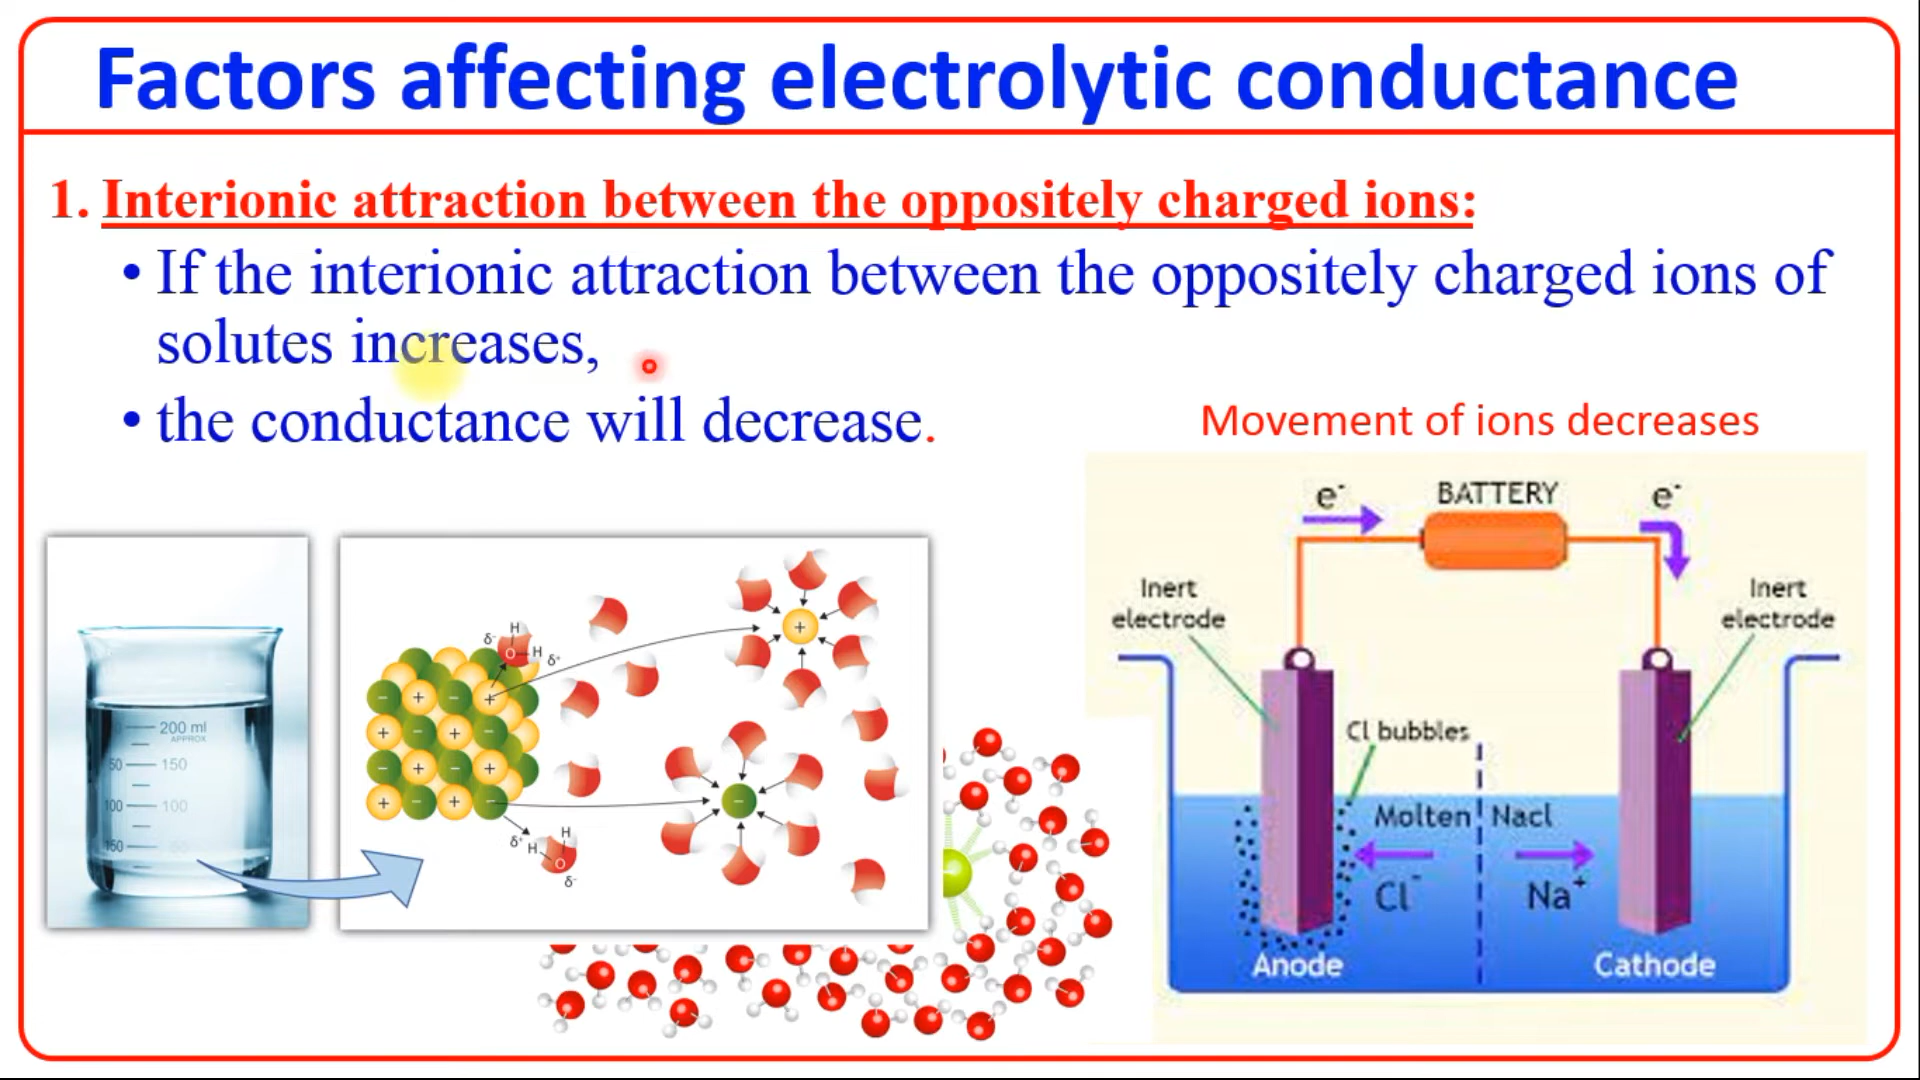 Factors affecting electrolytic conductance
1. Interionic attraction between the oppositely charged ions:
• If the interionic attraction between the oppositely charged ions of
solutes increases,
• the conductance will decrease.
Movement of ions decreases
e-
BATTERY
e-
Inert
electrode
Inert
electrode
Cl bubbles
Molten
Nacl
Cl-
Na+
Anode
Cathode
200 ml
APPROX
50
150
100
100
150
H
δ-
O
H
δ+
+
-
+
-
+
+
-
+
-
-
+
-
+
+
-
+
-
-
H
δ+
H
O
δ-